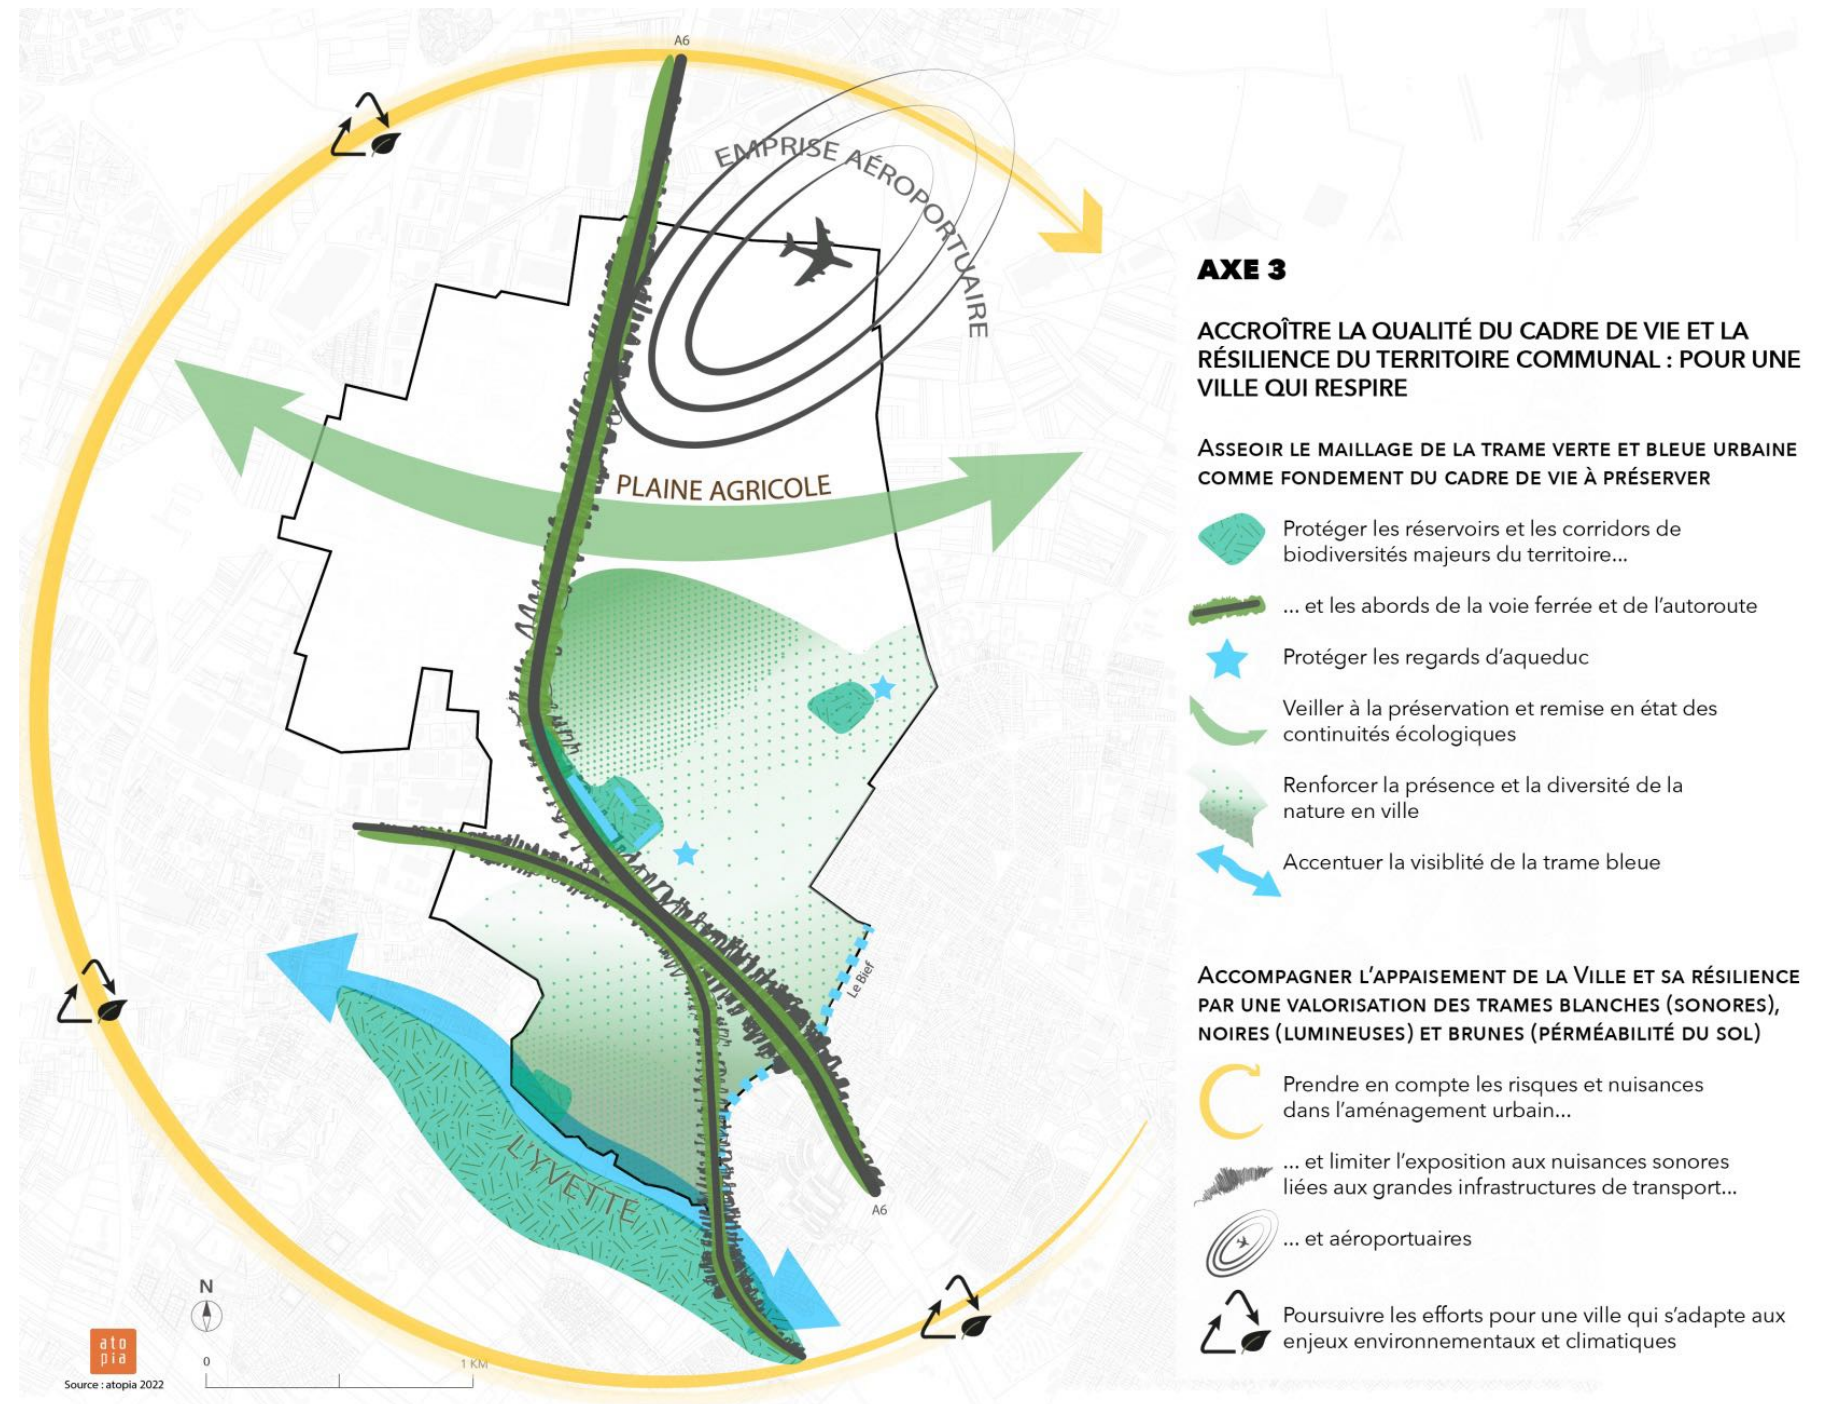 A6
EMPRISE AÉROPORTUAIRE
PLAINE AGRICOLE
Le Bief
L'YVETTE
A6
N
0
1 KM
ato
pia
Source : atopia 2022
AXE 3
ACCROÎTRE LA QUALITÉ DU CADRE DE VIE ET LA
RÉSILIENCE DU TERRITOIRE COMMUNAL : POUR UNE
VILLE QUI RESPIRE
ASSEOIR LE MAILLAGE DE LA TRAME VERTE ET BLEUE URBAINE
COMME FONDEMENT DU CADRE DE VIE À PRÉSERVER
Protéger les réservoirs et les corridors de
biodiversités majeurs du territoire...
... et les abords de la voie ferrée et de l'autoroute
Protéger les regards d'aqueduc
Veiller à la préservation et remise en état des
continuités écologiques
Renforcer la présence et la diversité de la
nature en ville
Accentuer la visiblité de la trame bleue
ACCOMPAGNER L'APPAISEMENT DE LA VILLE ET SA RÉSILIENCE
PAR UNE VALORISATION DES TRAMES BLANCHES (SONORES),
NOIRES (LUMINEUSES) ET BRUNES (PÉRMÉABILITÉ DU SOL)
Prendre en compte les risques et nuisances
dans l'aménagement urbain...
... et limiter l'exposition aux nuisances sonores
liées aux grandes infrastructures de transport...
... et aéroportuaires
Poursuivre les efforts pour une ville qui s'adapte aux
enjeux environnementaux et climatiques